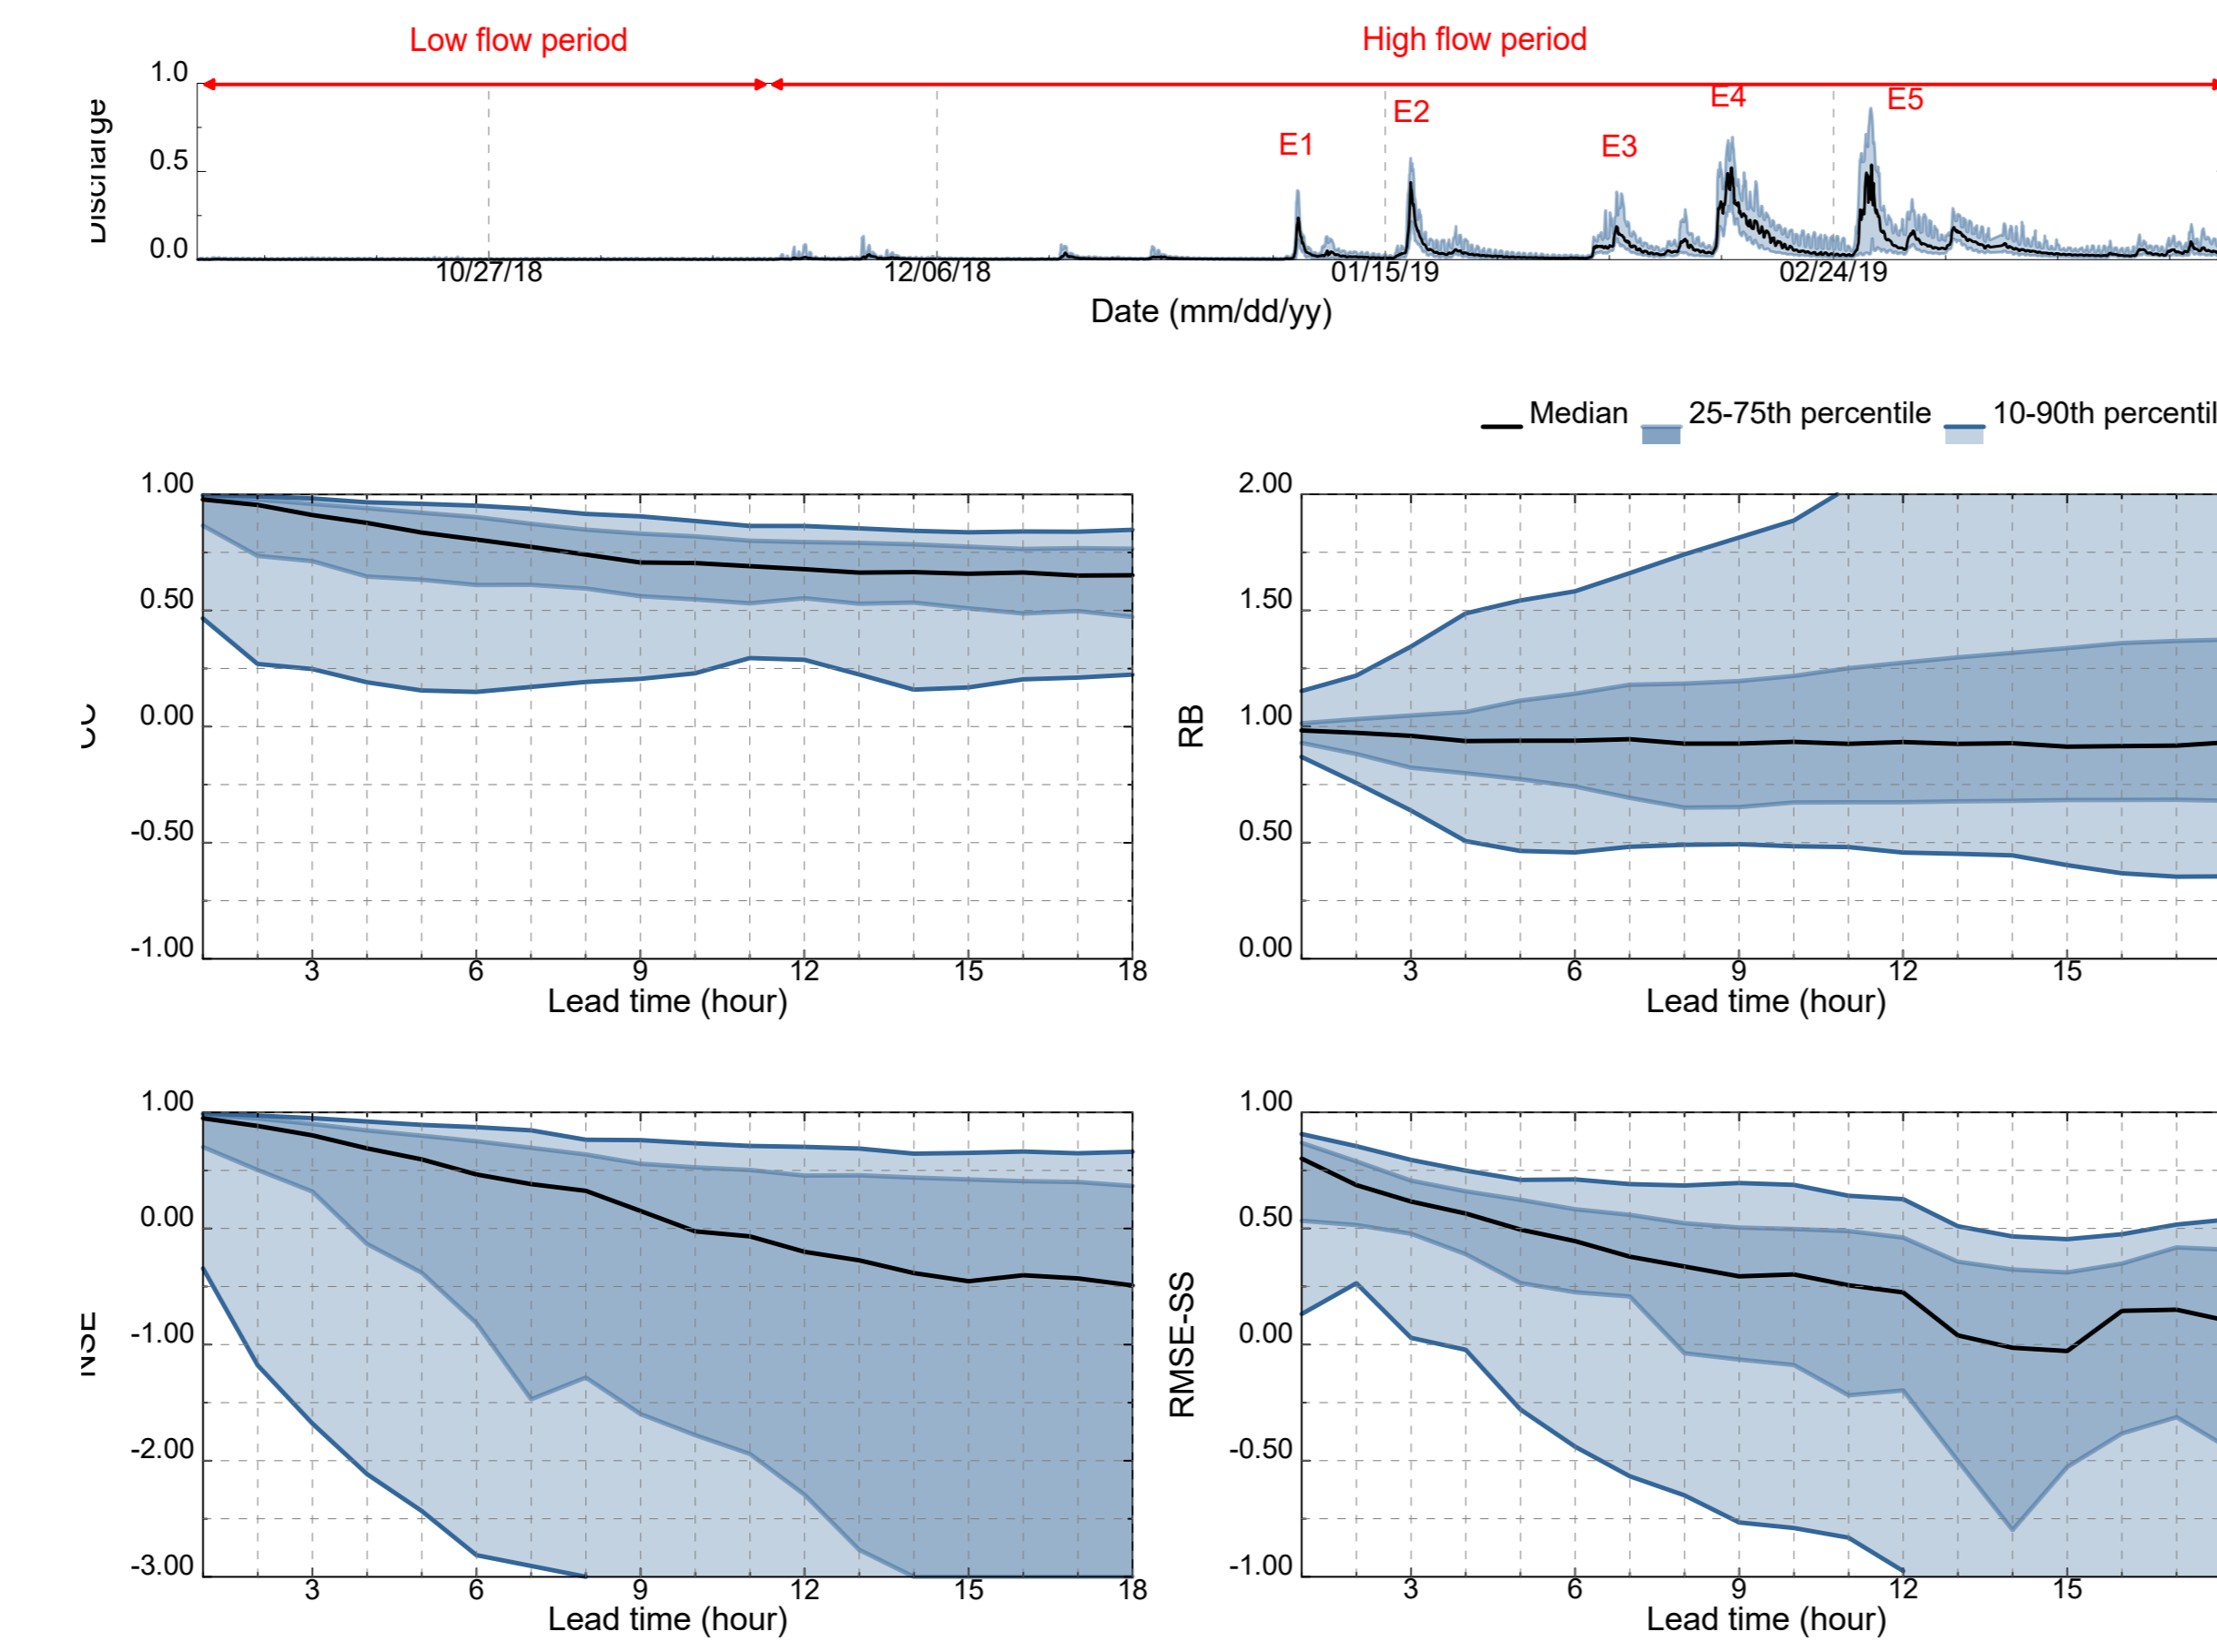 Low flow period High flow period
1.0
E4 E5
E2
E1 E3
Discharge
0.5
0.0
10/27/18 12/06/18 01/15/19 02/24/19
Date (mm/dd/yy)
Median 25-75th percentile 10-90th percentil
1.00 2.00
0.50 1.50
0.00 1.00
RB
-0.50 0.50
-1.00 0.00
3 6 9 12 15 18 3 6 9 12 15
Lead time (hour) Lead time (hour)
1.00 1.00
0.00 0.50
-1.00 0.00
NSE RMSE-SS
-2.00 -0.50
-3.00 -1.00
3 6 9 12 15 18 3 6 9 12 15
Lead time (hour) Lead time (hour)